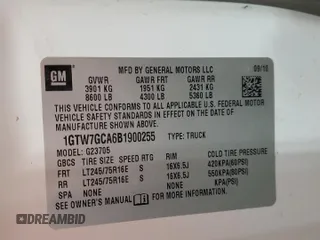 GM
MFD BY GENERAL MOTORS LLC
09/10
GVWR GAWR FRT GAWR RR
3901 KG 1951 KG 2431 KG
8600 LB 4300 LB 5360 LB
THIS VEHICLE CONFORMS TO ALL APPLICABLE U.S. FEDERAL MOTOR
VEHICLE SAFETY STANDARDS IN EFFECT ON THE DATE OF
MANUFACTURE SHOWN ABOVE.
1GTW7GCA6B1900255 TYPE: TRUCK
MODEL: G23705
GBCS TIRE SIZE SPEED RTG RIM COLD TIRE PRESSURE
FRT LT245/75R16E S 16X6.5J 420KPA(60/PSI)
RR LT245/75R16E S 16X6.5J 550KPA(80/PSI)
SPA NONE KPA(PSI)
SEE OWNER'S MANUAL FOR MORE INFORMATION.
DREAMBID